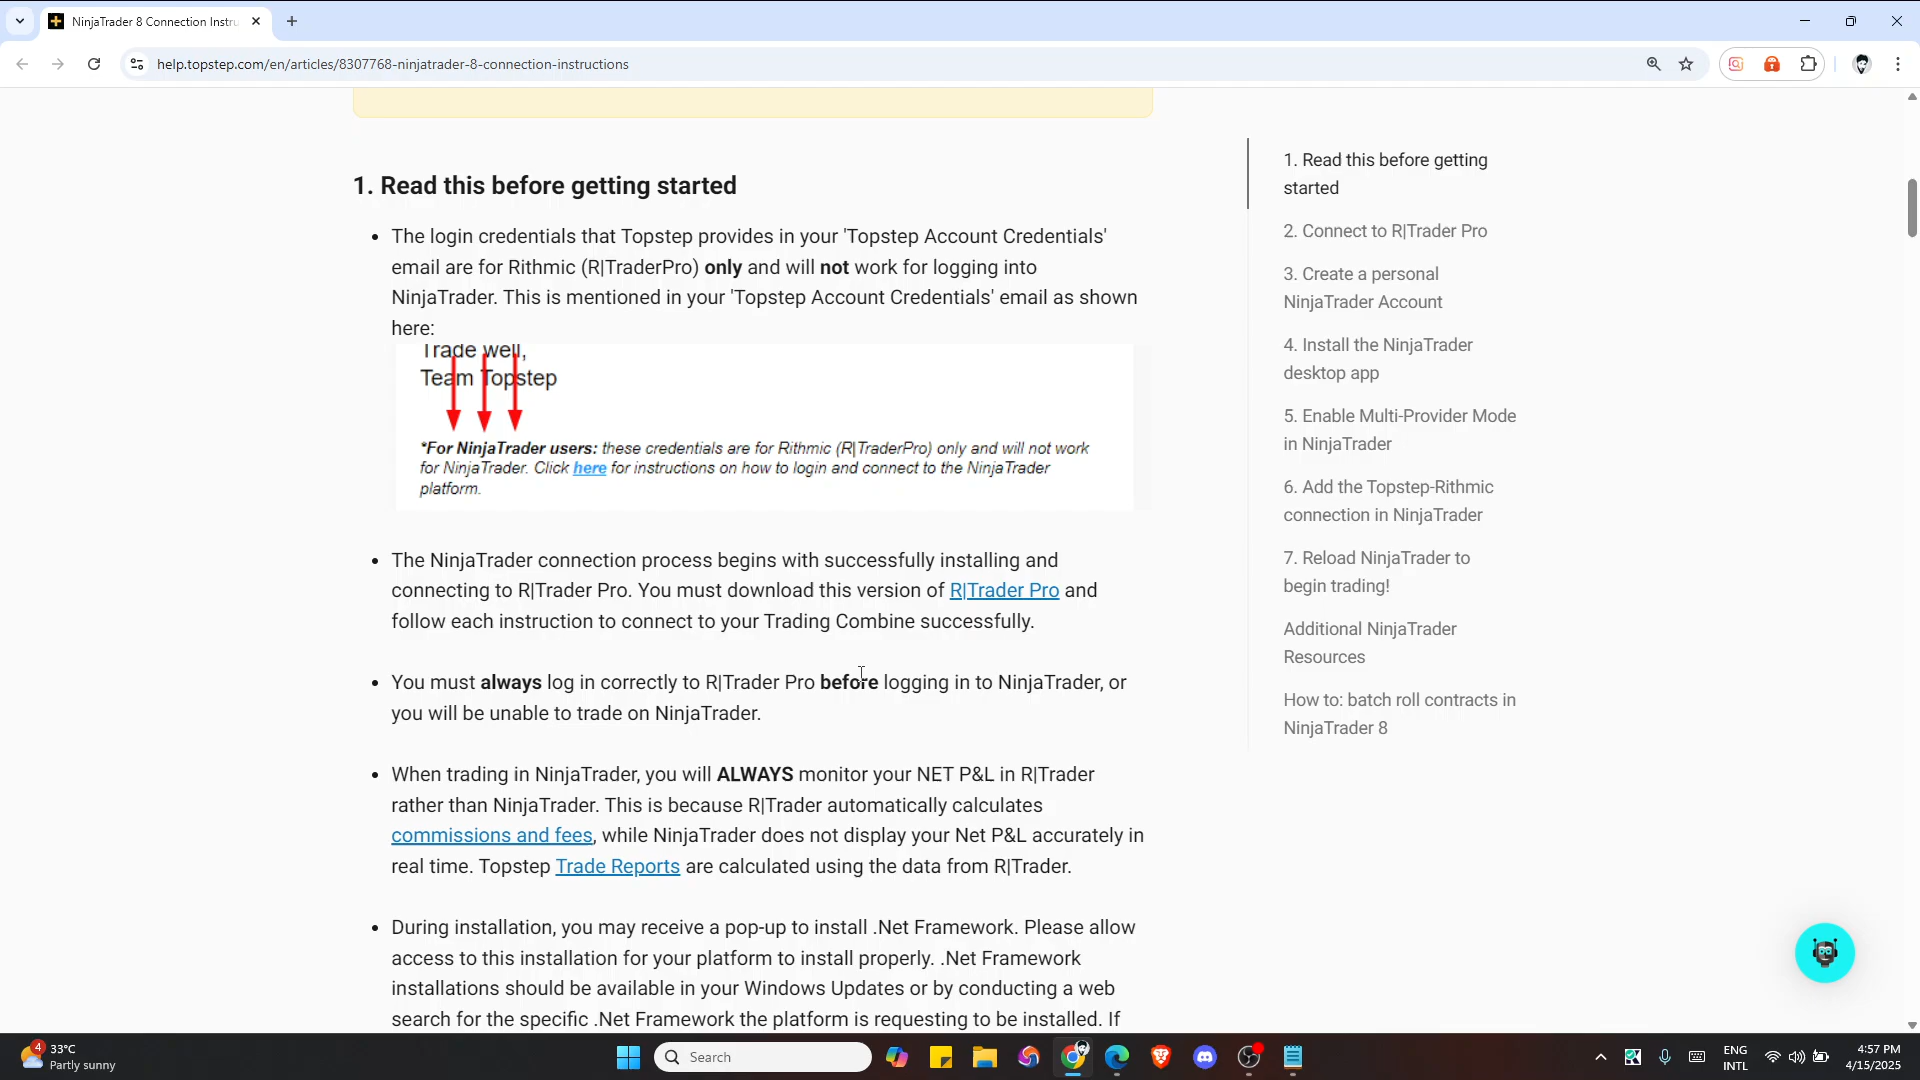 NinjaTrader 8 Connection Instru
help.topstep.com/en/articles/8307768-ninjatrader-8-connection-instructions
1. Read this before getting started
• The login credentials that Topstep provides in your 'Topstep Account Credentials'
email are for Rithmic (R|TraderPro) only and will not work for logging into
NinjaTrader. This is mentioned in your 'Topstep Account Credentials' email as shown
here:
Trade well,
Team Topstep
*For NinjaTrader users: these credentials are for Rithmic (R|TraderPro) only and will not work
for NinjaTrader. Click here for instructions on how to login and connect to the NinjaTrader
platform.
• The NinjaTrader connection process begins with successfully installing and
connecting to R|Trader Pro. You must download this version of R|Trader Pro and
follow each instruction to connect to your Trading Combine successfully.
• You must always log in correctly to R|Trader Pro before logging in to NinjaTrader, or
you will be unable to trade on NinjaTrader.
• When trading in NinjaTrader, you will ALWAYS monitor your NET P&L in R|Trader
rather than NinjaTrader. This is because R|Trader automatically calculates
commissions and fees, while NinjaTrader does not display your Net P&L accurately in
real time. Topstep Trade Reports are calculated using the data from R|Trader.
• During installation, you may receive a pop-up to install .Net Framework. Please allow
access to this installation for your platform to install properly. .Net Framework
installations should be available in your Windows Updates or by conducting a web
search for the specific .Net Framework the platform is requesting to be installed. If
1. Read this before getting
started
2. Connect to R|Trader Pro
3. Create a personal
NinjaTrader Account
4. Install the NinjaTrader
desktop app
5. Enable Multi-Provider Mode
in NinjaTrader
6. Add the Topstep-Rithmic
connection in NinjaTrader
7. Reload NinjaTrader to
begin trading!
Additional NinjaTrader
Resources
How to: batch roll contracts in
NinjaTrader 8
4
33°C
Partly sunny
Search
ENG
INTL
4:57 PM
4/15/2025